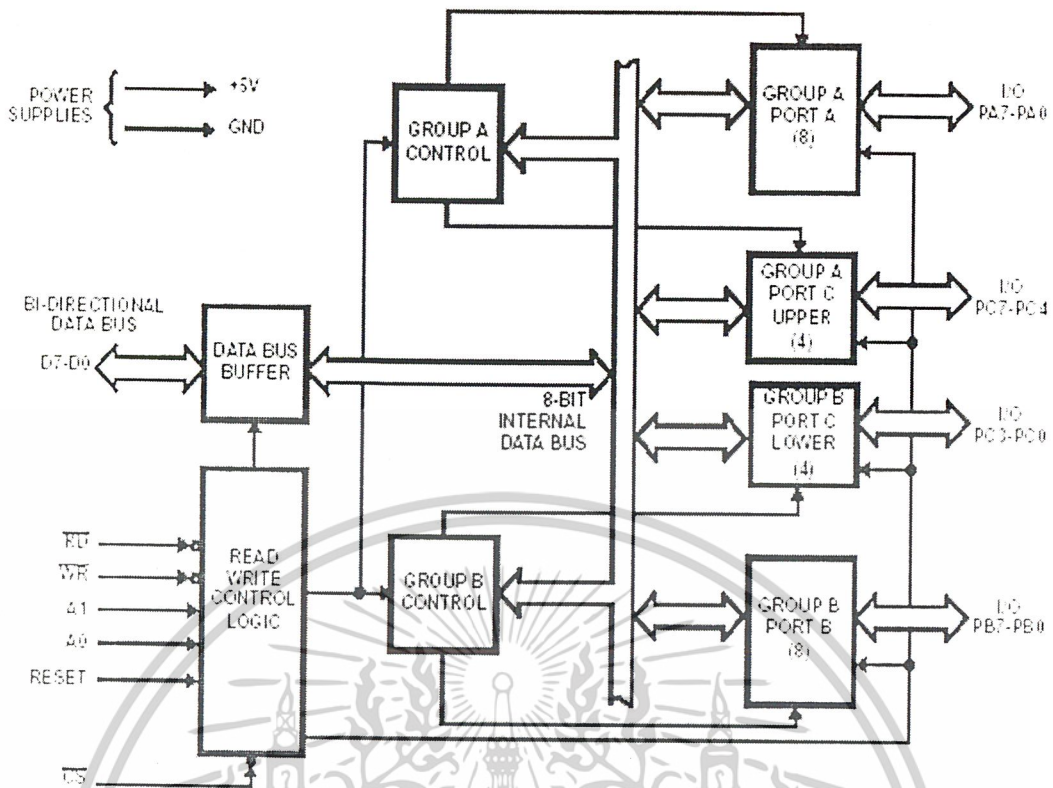 POWER
SUPPLIES
+5V
GND
GROUP A
CONTROL
GROUP A
PORT A
(8)
I/O
PA7-PA0
GROUP A
PORT C
UPPER
(4)
I/O
PC7-PC4
BI-DIRECTIONAL
DATA BUS
D7-D0
DATA BUS
BUFFER
8-BIT
INTERNAL
DATA BUS
GROUP B
PORT C
LOWER
(4)
I/O
PC3-PC0
RD
WR
A1
A0
RESET
CS
READ
WRITE
CONTROL
LOGIC
GROUP B
CONTROL
GROUP B
PORT B
(8)
I/O
PB7-PB0